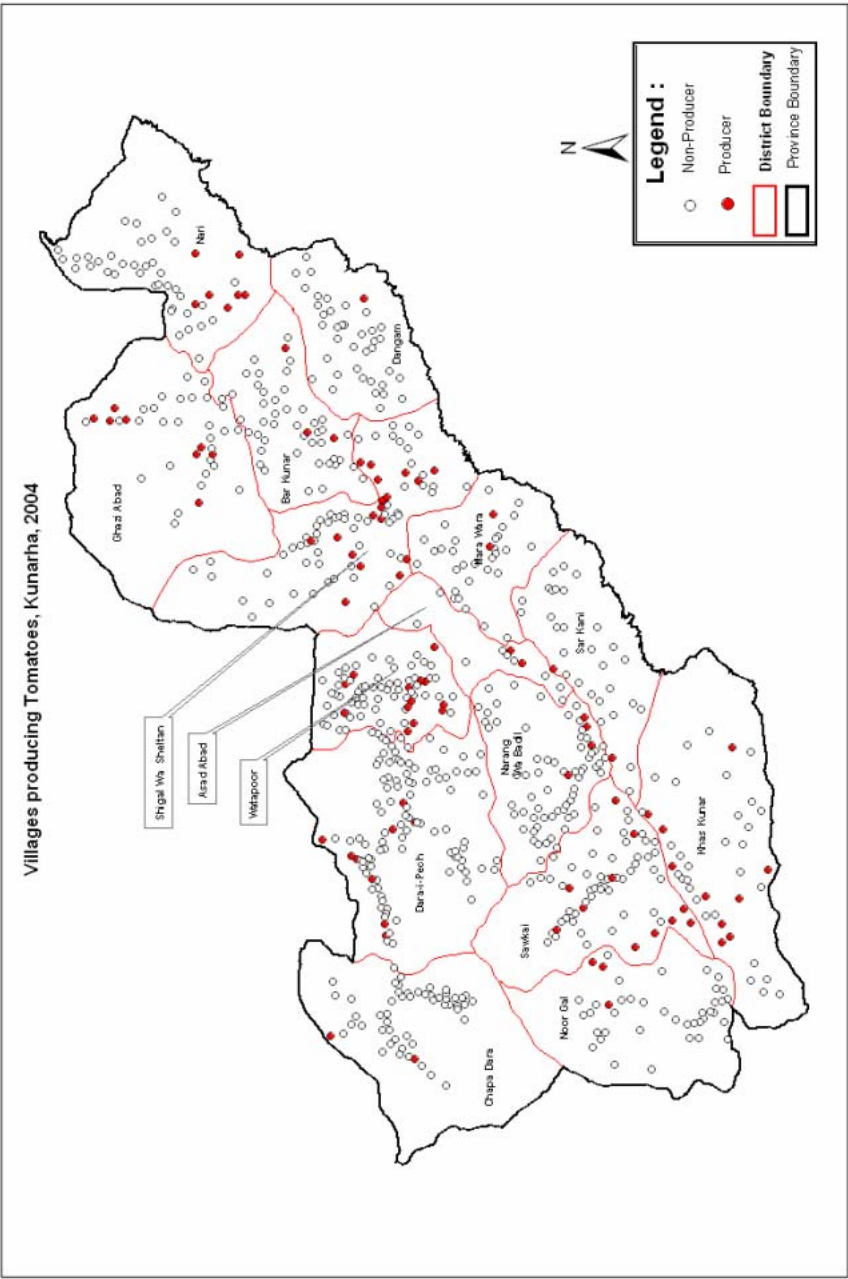 Villages producing Tomatoes, Kunarha, 2004
Nari
Ghazi Abad
Bar Kunar
Dangam
Shigal Wa Sheltan
Asad Abad
Watapoor
Mara Wara
Sar Kani
Narang
(Wa Badil
Dara-i-Pech
Khas Kunar
Sawkai
Noor Gal
Chapa Dara
N
Legend :
Non-Producer
Producer
District Boundary
Province Boundary